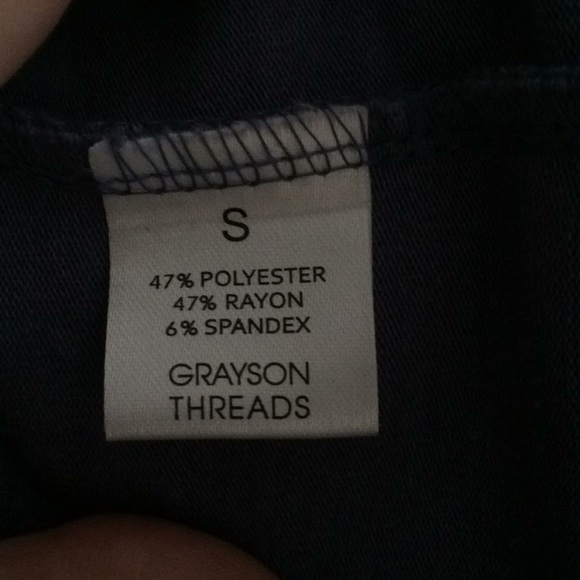 S
47% POLYESTER
47% RAYON
6% SPANDEX
GRAYSON
THREADS